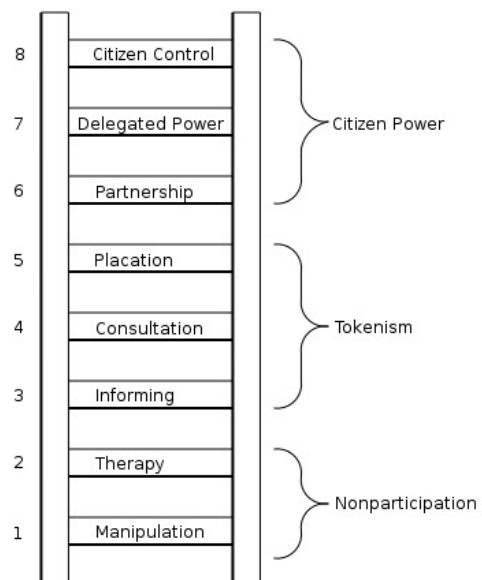 8 Citizen Control
7 Delegated Power
Citizen Power
6 Partnership
5 Placation
4 Consultation
Tokenism
3 Informing
2 Therapy
Nonparticipation
1 Manipulation